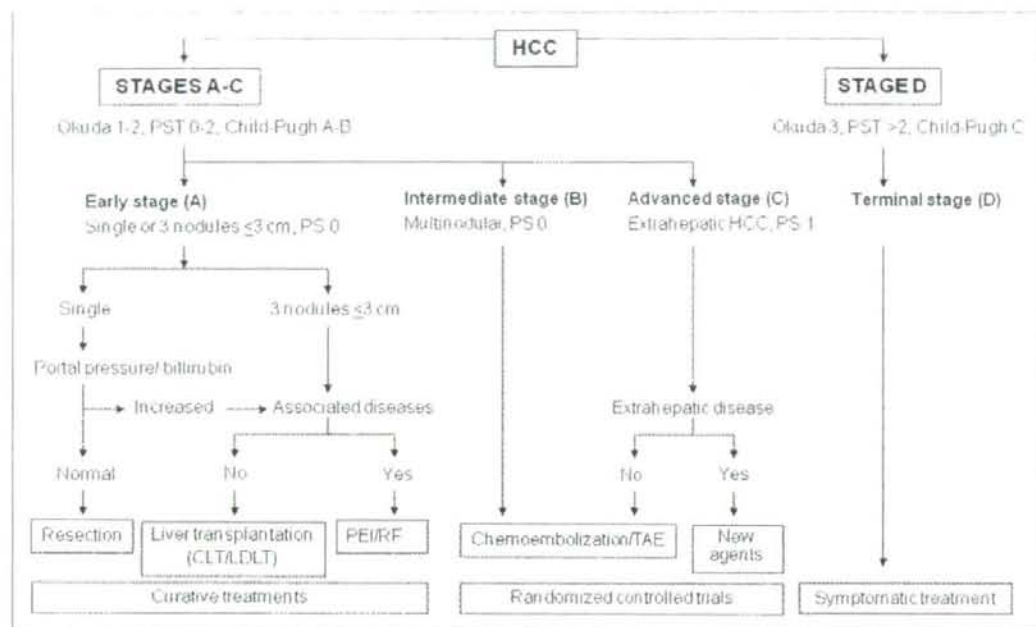 HCC
STAGES A-C
STAGE D
Okuda 1-2, PST 0-2, Child-Pugh A-B
Okuda 3, PST >2, Child-Pugh C
Early stage (A)
Single or 3 nodules ≤3 cm, PS 0
Intermediate stage (B)
Multinodular, PS 0
Advanced stage (C)
Extrahepatic HCC, PS 1
Terminal stage (D)
Single
3 nodules ≤3 cm
Portal pressure/ billirubin
Increased
Associated diseases
Extrahepatic disease
Normal
No
Yes
No
Yes
Resection
Liver transplantation
(CLT/LDLT)
PEI/RF
Chemoembolization/TAE
New
agents
Curative treatments
Randomized controlled trials
Symptomatic treatment